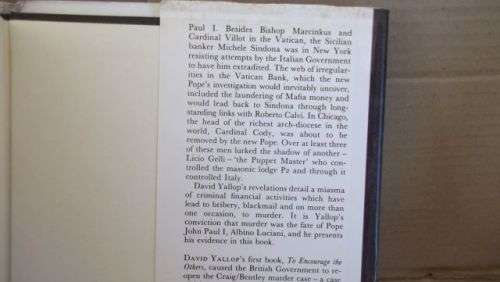 Paul I. Besides Bishop Marcinkus and
Cardinal Villot in the Vatican, the Sicilian
banker Michele Sindona was in New York
resisting attempts by the Italian Government
to have him extradited. The web of irregular-
ities in the Vatican Bank, which the new
Pope's investigation would inevitably uncover,
included the laundering of Mafia money and
would lead back to Sindona through long-
standing links with Roberto Calvi. In Chicago,
the head of the richest arch-diocese in the
world, Cardinal Cody, was about to be
removed by the new Pope. Over at least three
of these men lurked the shadow of another –
Licio Gelli – 'the Puppet Master' who con-
trolled the masonic lodge P2 and through it
controlled Italy.
David Yallop's revelations detail a miasma
of criminal financial activities which have
lead to bribery, blackmail and on more than
one occasion, to murder. It is Yallop's
conviction that murder was the fate of Pope
John Paul I, Albino Luciani, and he presents
his evidence in this book.
DAVID YALLOP's first book, To Encourage the
Others, caused the British Government to re-
open the Craig/Bentley murder case – a case